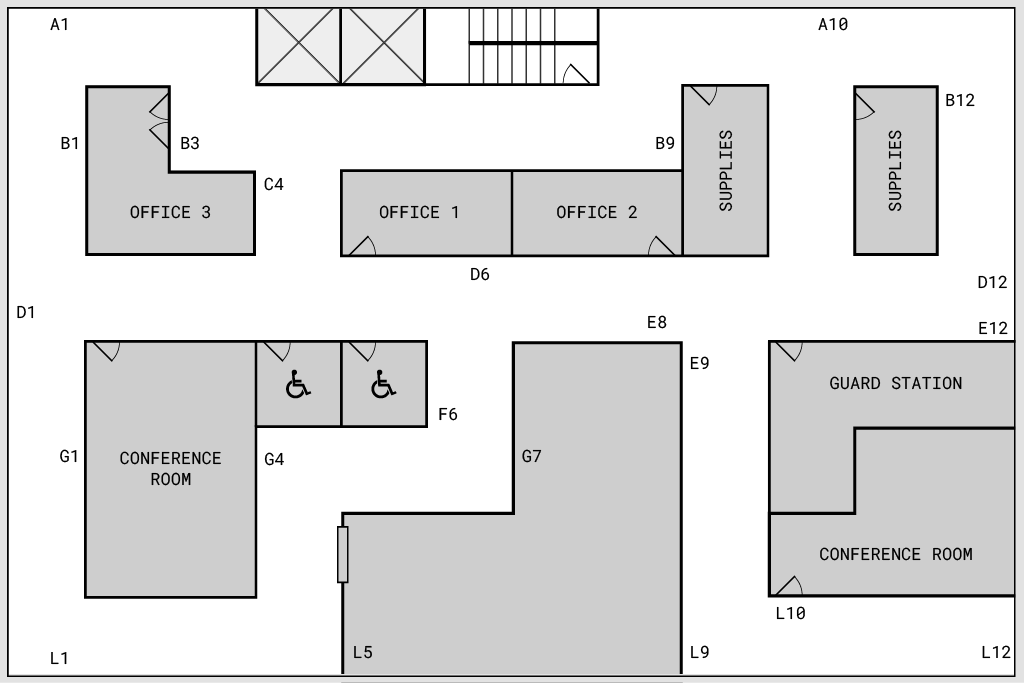 A1
A10
B12
B1
B3
B9
SUPPLIES
SUPPLIES
C4
OFFICE 3
OFFICE 1
OFFICE 2
D6
D12
D1
E8
E12
E9
GUARD STATION
F6
G1
CONFERENCE
ROOM
G4
G7
CONFERENCE ROOM
L10
L1
L5
L9
L12